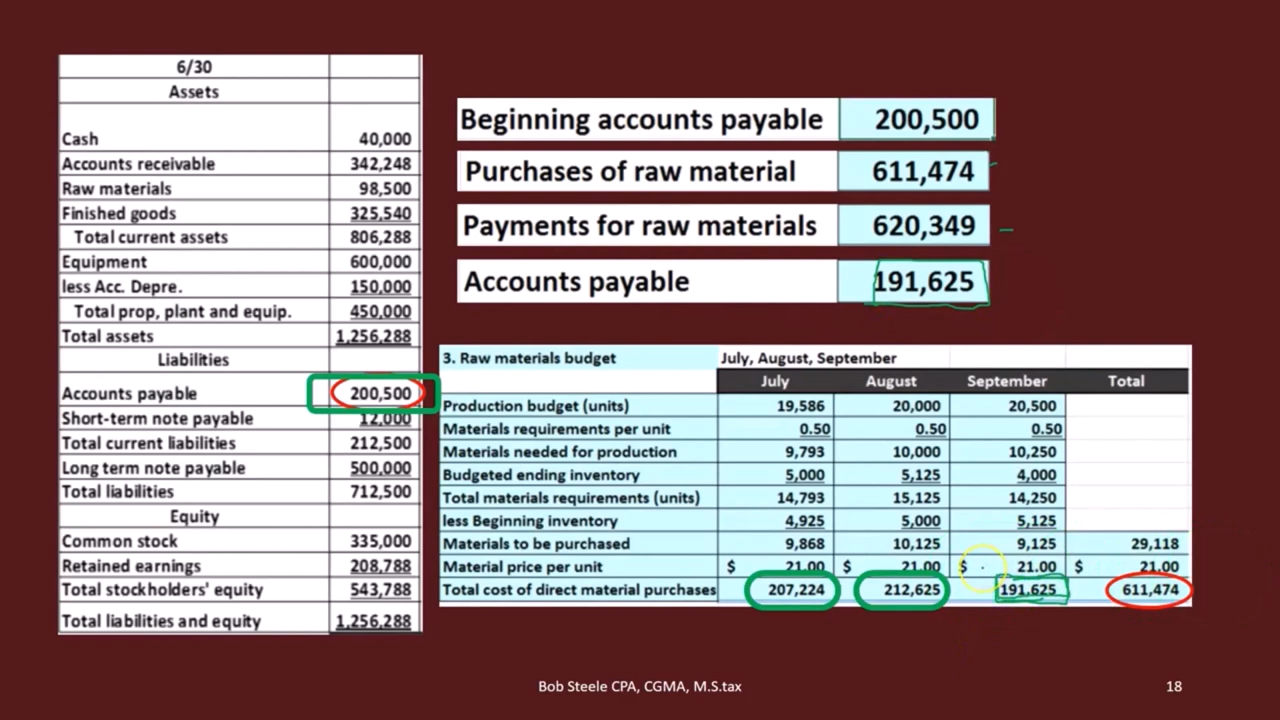 6/30
Assets
Cash 40,000
Accounts receivable 342,248
Raw materials 98,500
Finished goods 325,540
Total current assets 806,288
Equipment 600,000
less Acc. Depre. 150,000
Total prop, plant and equip. 450,000
Total assets 1,256,288
Liabilities
Accounts payable 200,500
Short-term note payable 12,000
Total current liabilities 212,500
Long term note payable 500,000
Total liabilities 712,500
Equity
Common stock 335,000
Retained earnings 208,788
Total stockholders' equity 543,788
Total liabilities and equity 1,256,288
Beginning accounts payable 200,500
Purchases of raw material 611,474
Payments for raw materials 620,349
Accounts payable 191,625
3. Raw materials budget July, August, September
July August September Total
Production budget (units) 19,586 20,000 20,500
Materials requirements per unit 0.50 0.50 0.50
Materials needed for production 9,793 10,000 10,250
Budgeted ending inventory 5,000 5,125 4,000
Total materials requirements (units) 14,793 15,125 14,250
less Beginning inventory 4,925 5,000 5,125
Materials to be purchased 9,868 10,125 9,125 29,118
Material price per unit $ 21.00 $ 21.00 $ 21.00 $ 21.00
Total cost of direct material purchases 207,224 212,625 191,625 611,474
Bob Steele CPA, CGMA, M.S.tax
18